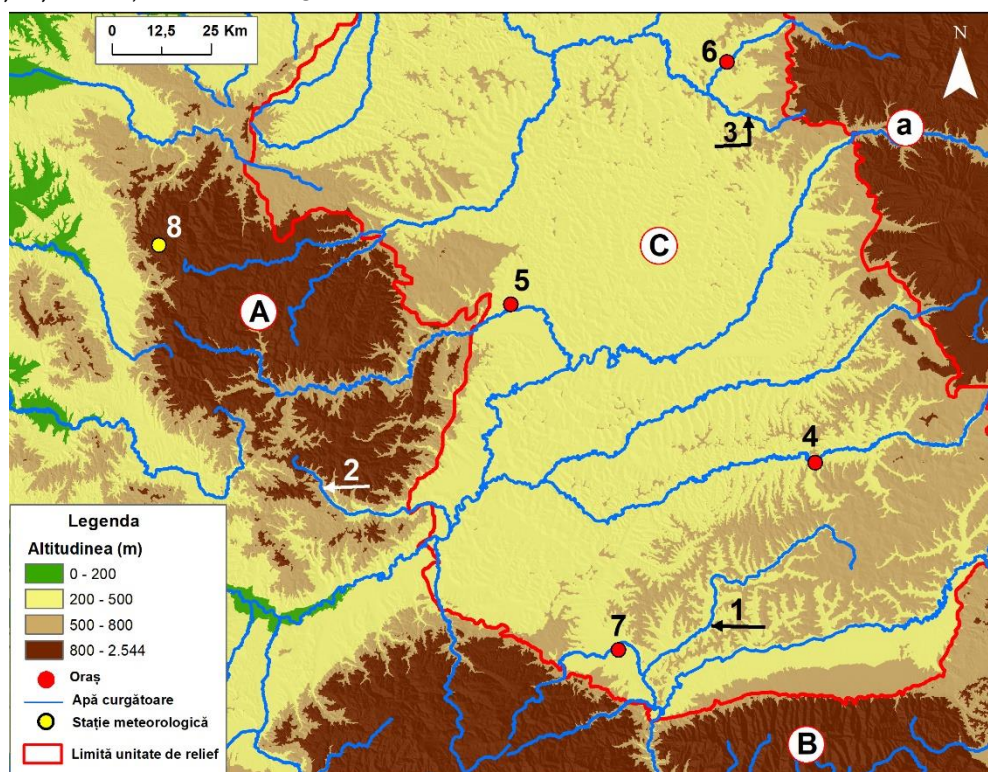 0 12,5 25 Km
N
6
a
3
8
C
5
A
4
2
1
7
B
Legenda
Altitudinea (m)
0 - 200
200 - 500
500 - 800
800 - 2.544
Oraș
Apă curgătoare
Stație meteorologică
Limită unitate de relief